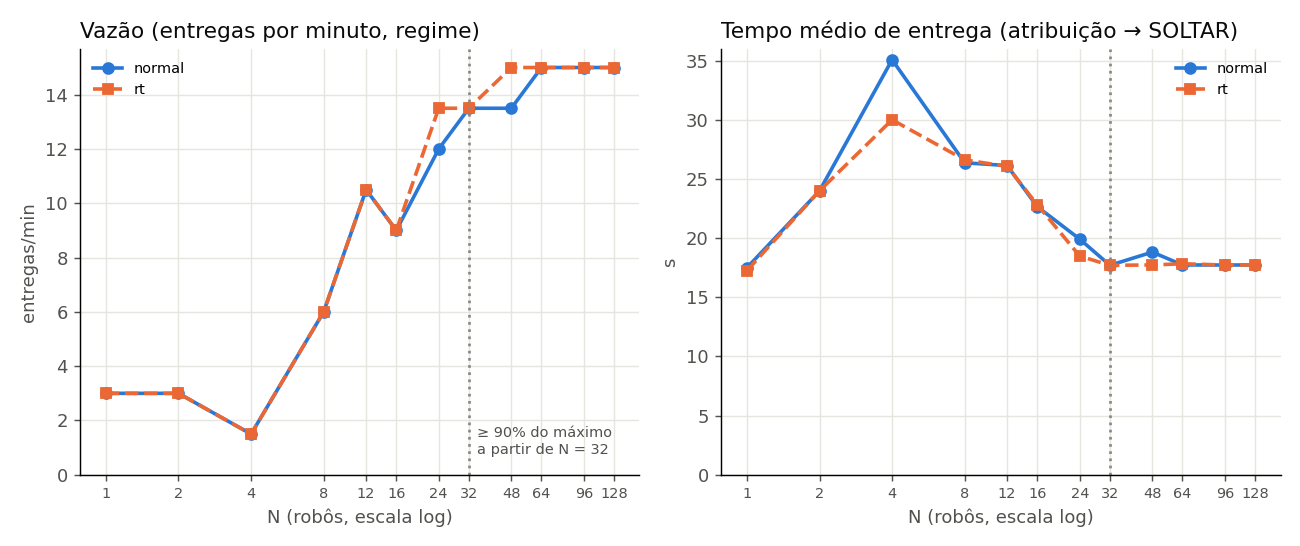 Vazão (entregas por minuto, regime)
normal
rt
14
12
10
8
6
4
2
0
entregas/min
≥ 90% do máximo
a partir de N = 32
1 2 4 8 12 16 24 32 48 64 96 128
N (robôs, escala log)
Tempo médio de entrega (atribuição → SOLTAR)
normal
rt
35
30
25
20
15
10
5
0
s
1 2 4 8 12 16 24 32 48 64 96 128
N (robôs, escala log)